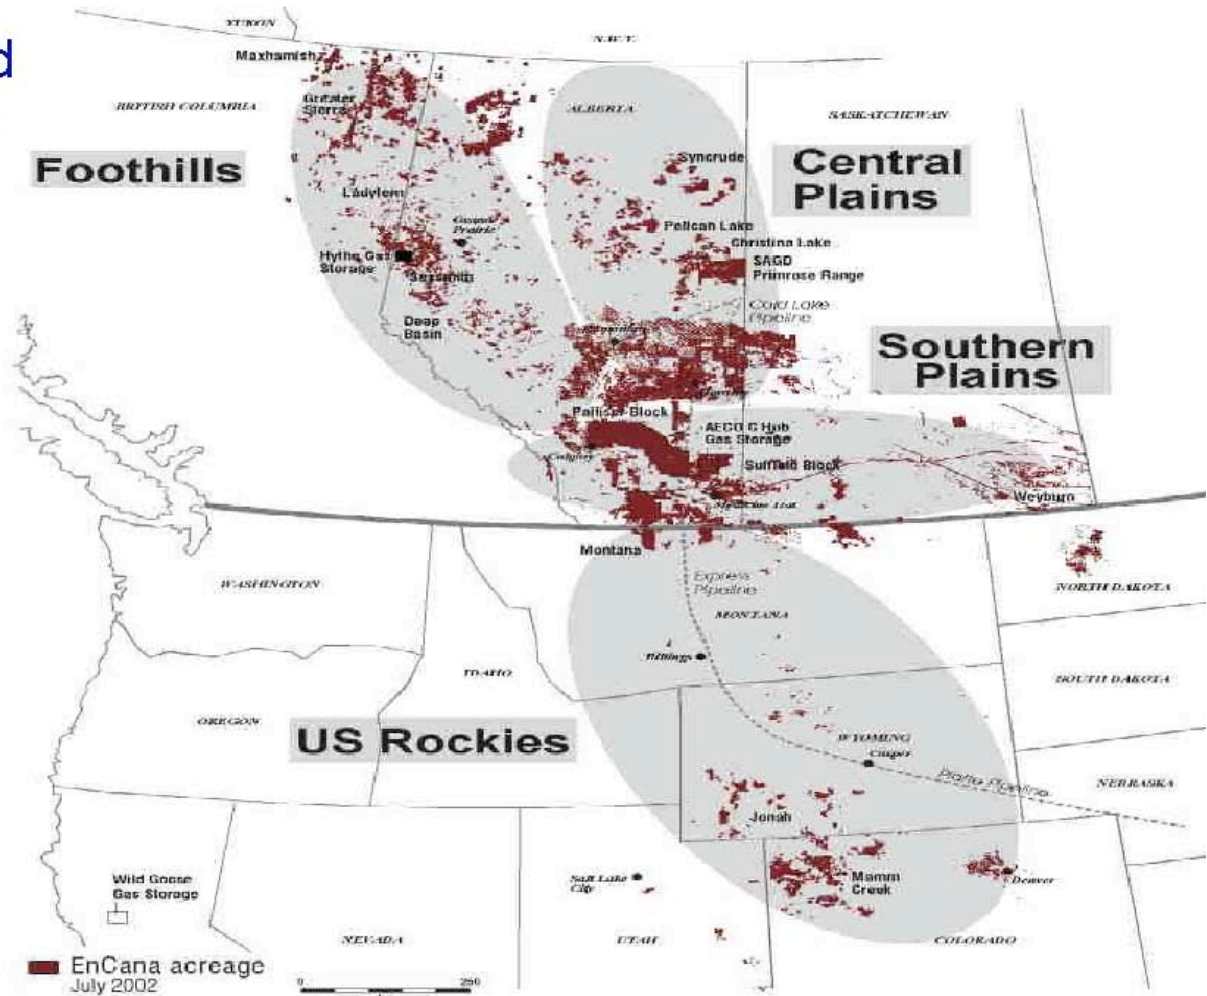 d
YUKON
N.W.T.
Maxhamish
BRITISH COLUMBIA
Greater
Sierra
ALBERTA
SASKATCHEWAN
Foothills
Syncrude
Central
Plains
Ladyfern
Grande
Prairie
Pelican Lake
Christina Lake
Hythe Gas
Storage
SAGD
Primrose Range
Sexsmith
Cold Lake
Pipeline
Deep
Basin
Edmonton
Southern
Plains
Palliser Block
AECO C Hub
Gas Storage
Calgary
Suffield Block
Weyburn
Medicine Hat
Montana
WASHINGTON
Express
Pipeline
NORTH DAKOTA
MONTANA
Billings
IDAHO
SOUTH DAKOTA
OREGON
US Rockies
WYOMING
Casper
Platte Pipeline
NEBRASKA
Jonah
Wild Goose
Gas Storage
Salt Lake
City
Mamm
Creek
Denver
NEVADA
UTAH
COLORADO
EnCana acreage
July 2002
0 250